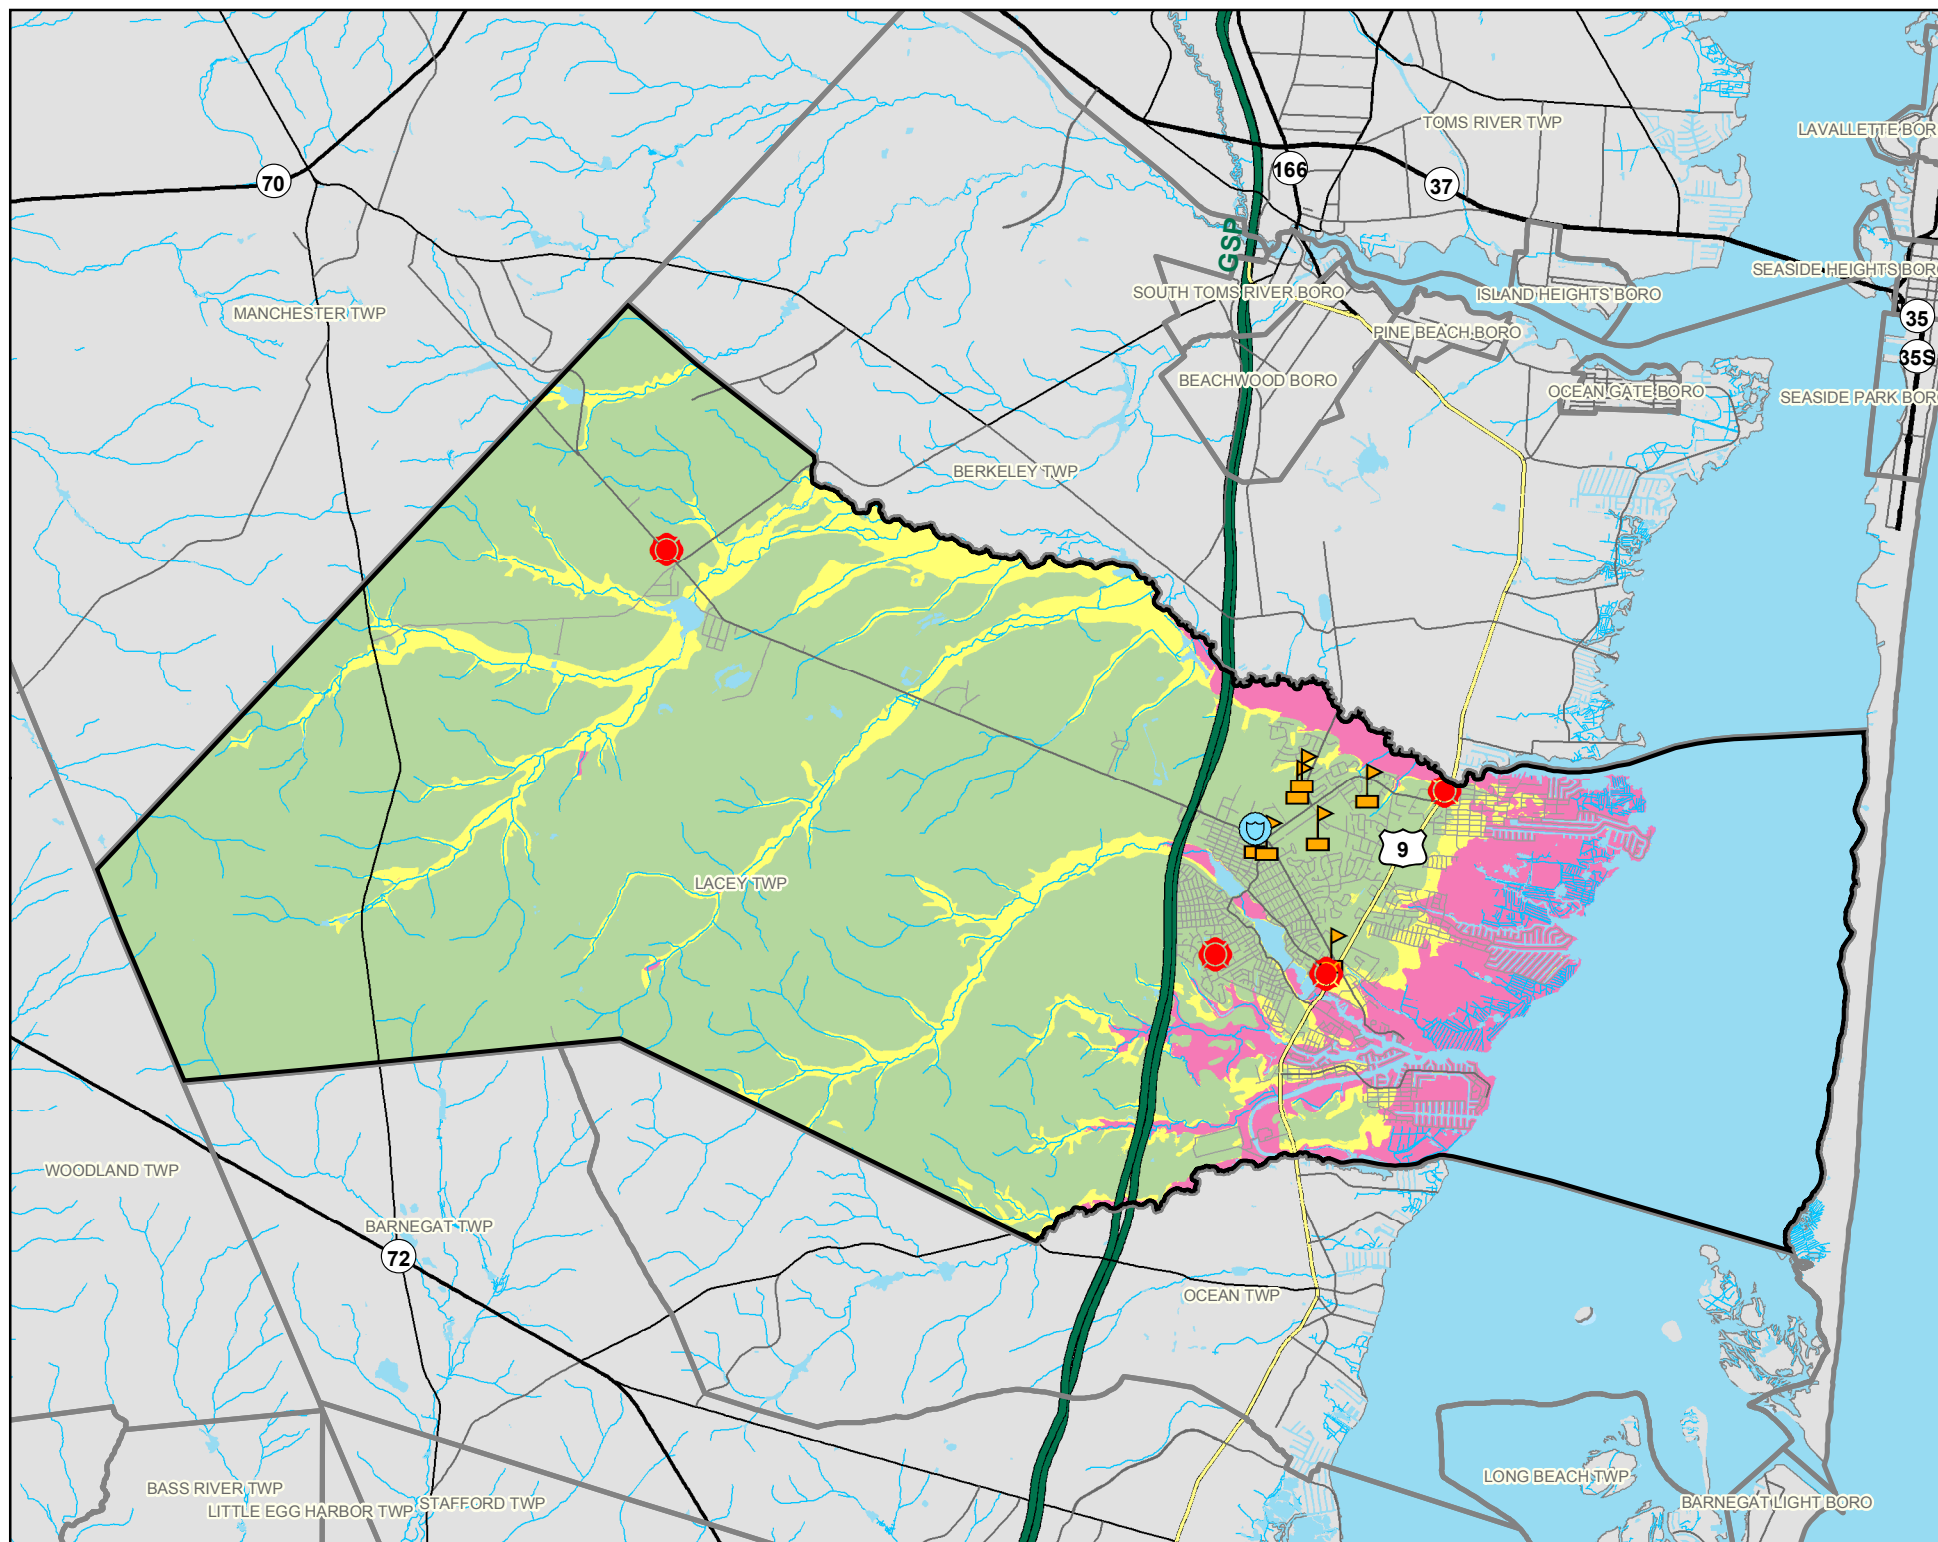 TOMS RIVER TWP
LAVALLETTE BOR
166
37
70
GSP
SEASIDE HEIGHTS BOR
SOUTH TOMS RIVER BORO
ISLAND HEIGHTS BORO
MANCHESTER TWP
35
PINE BEACH BORO
35S
BEACHWOOD BORO
OCEAN GATE BORO
SEASIDE PARK BOR
BERKELEY TWP
9
LACEY TWP
WOODLAND TWP
BARNEGAT TWP
72
OCEAN TWP
LONG BEACH TWP
BASS RIVER TWP
BARNEGAT LIGHT BORO
STAFFORD TWP
LITTLE EGG HARBOR TWP